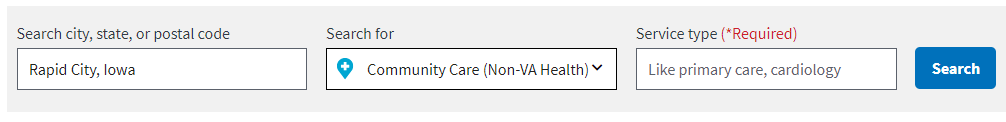 Search city, state, or postal code
Rapid City, Iowa
Search for
Community Care (Non-VA Health)
Service type (*Required)
Like primary care, cardiology
Search